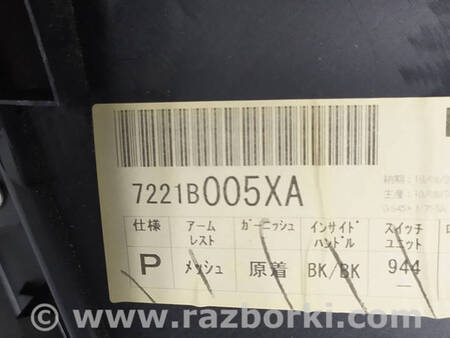 7221B005XA
仕様 アームレスト ガーニッシュ インサイドハンドル スイッチユニット
P メッシュ 原着 BK/BK 944
www.razborki.com